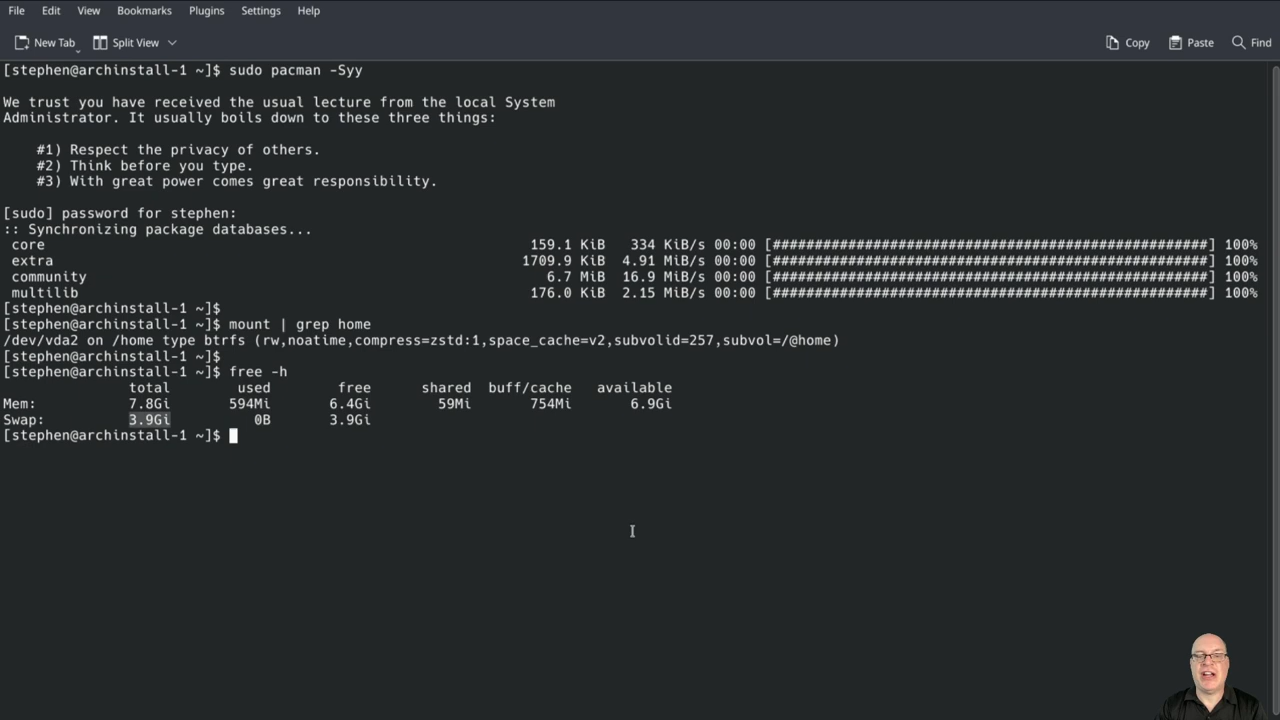 File Edit View Bookmarks Plugins Settings Help
New Tab Split View Copy Paste Find
[stephen@archinstall-1 ~]$ sudo pacman -Syy
We trust you have received the usual lecture from the local System
Administrator. It usually boils down to these three things:
#1) Respect the privacy of others.
#2) Think before you type.
#3) With great power comes great responsibility.
[sudo] password for stephen:
:: Synchronizing package databases...
core 159.1 KiB 334 KiB/s 00:00 [####################################################] 100%
extra 1709.9 KiB 4.91 MiB/s 00:00 [####################################################] 100%
community 6.7 MiB 16.9 MiB/s 00:00 [####################################################] 100%
multilib 176.0 KiB 2.15 MiB/s 00:00 [####################################################] 100%
[stephen@archinstall-1 ~]$
[stephen@archinstall-1 ~]$ mount | grep home
/dev/vda2 on /home type btrfs (rw,noatime,compress=zstd:1,space_cache=v2,subvolid=257,subvol=/@home)
[stephen@archinstall-1 ~]$
[stephen@archinstall-1 ~]$ free -h
total used free shared buff/cache available
Mem: 7.8Gi 594Mi 6.4Gi 59Mi 754Mi 6.9Gi
Swap: 3.9Gi 0B 3.9Gi
[stephen@archinstall-1 ~]$